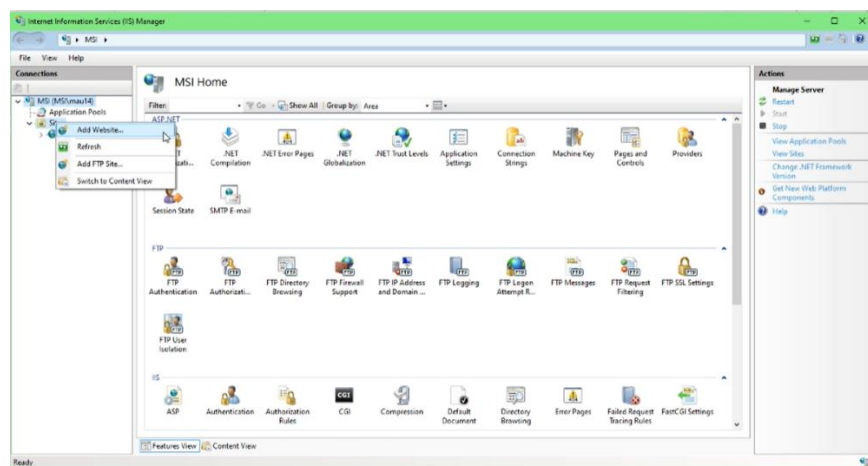 Internet Information Services (IIS) Manager
MSI
File View Help
Connections
MSI (MSI\mau14)
Application Pools
Add Website...
Refresh
Add FTP Site...
Switch to Content View
MSI Home
Filter: Go Show All Group by: Area
ASP.NET
.NET Compilation
.NET Error Pages
.NET Globalization
.NET Trust Levels
Application Settings
Connection Strings
Machine Key
Pages and Controls
Providers
Session State
SMTP E-mail
FTP
FTP Authentication
FTP Authorizati...
FTP Directory Browsing
FTP Firewall Support
FTP IP Address and Domain ...
FTP Logging
FTP Logon Attempt R...
FTP Messages
FTP Request Filtering
FTP SSL Settings
FTP User Isolation
IIS
ASP
Authentication
Authorization Rules
CGI
Compression
Default Document
Directory Browsing
Error Pages
Failed Request Tracing Rules
FastCGI Settings
Features View Content View
Actions
Manage Server
Restart
Start
Stop
View Application Pools
View Sites
Change .NET Framework
Version
Get New Web Platform
Components
Help
Ready